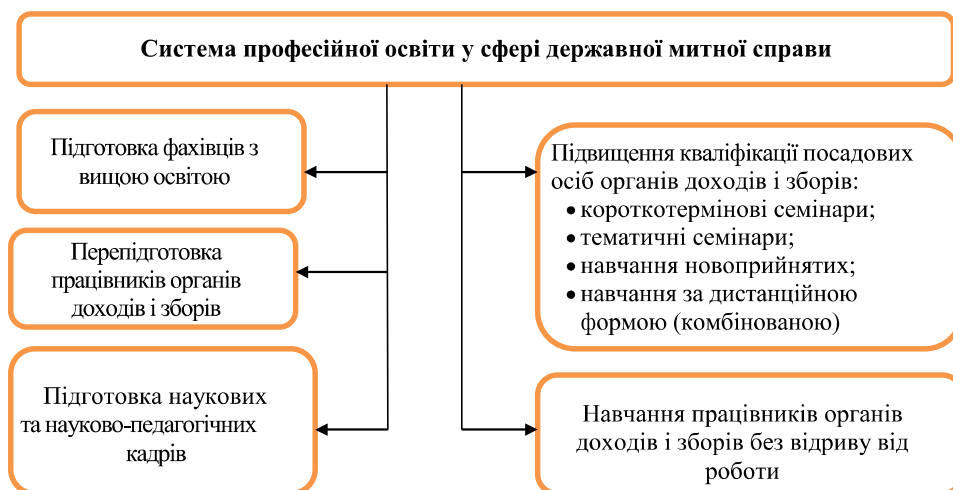 Система професійної освіти у сфері державної митної справи
Підготовка фахівців з
вищою освітою
Перепідготовка
працівників органів
доходів і зборів
Підготовка наукових
та науково-педагогічних
кадрів
Підвищення кваліфікації посадових
осіб органів доходів і зборів:
• короткотермінові семінари;
• тематичні семінари;
• навчання новоприйнятих;
• навчання за дистанційною
формою (комбінованою)
Навчання працівників органів
доходів і зборів без відриву від
роботи